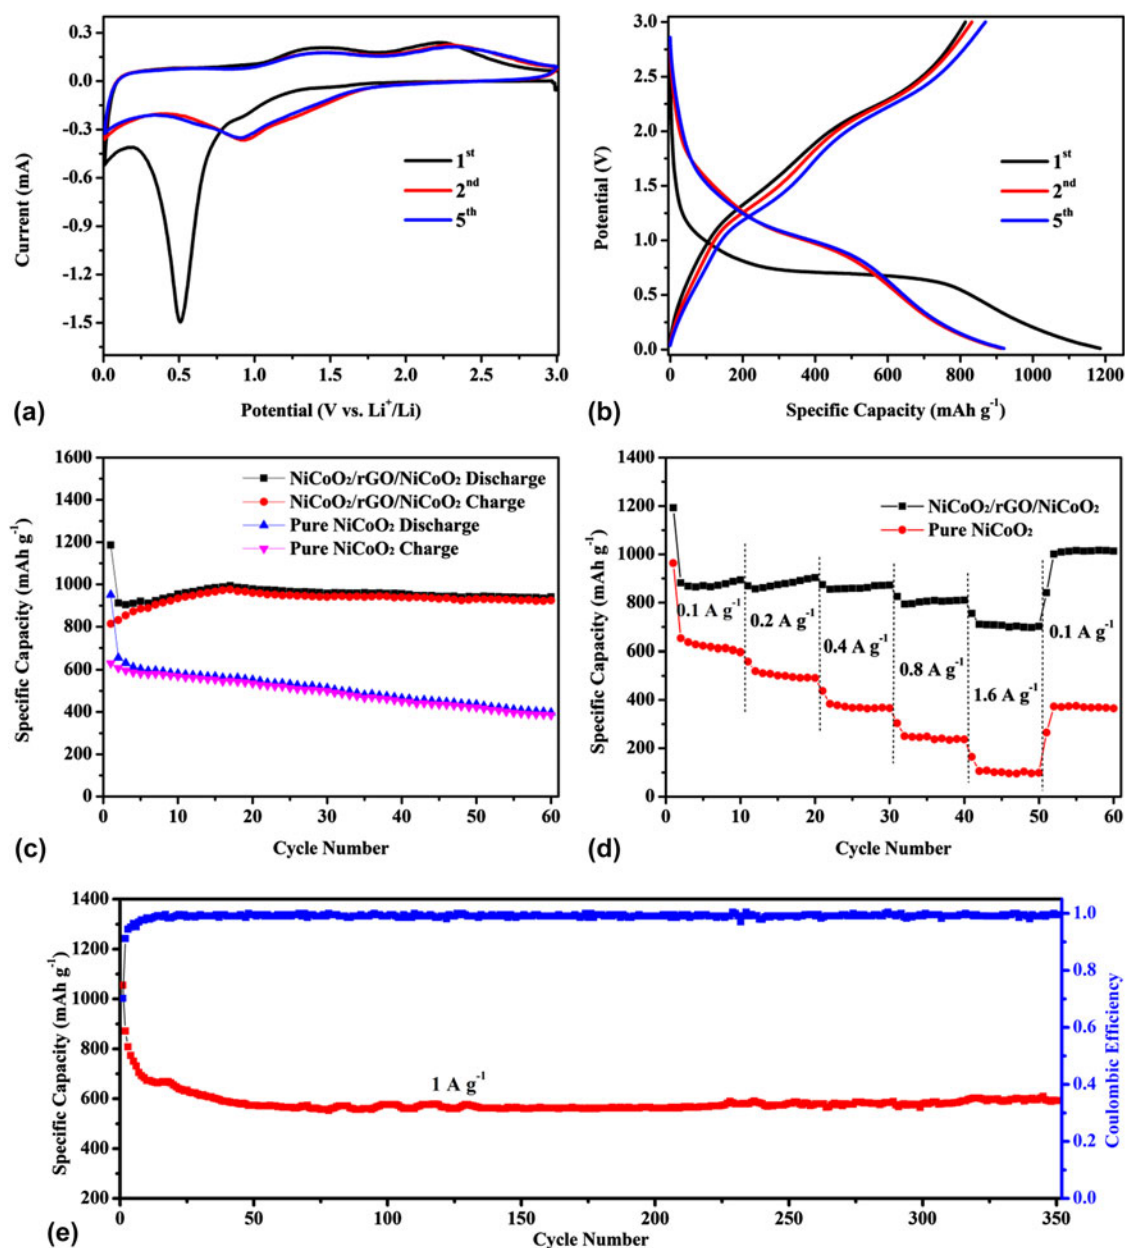 0.3
0.0
-0.3
-0.6
-0.9
-1.2
-1.5
Current (mA)
1st
2nd
5th
0.0 0.5 1.0 1.5 2.0 2.5 3.0
Potential (V vs. Li+/Li)
(a)
3.0
2.5
2.0
1.5
1.0
0.5
0.0
Potential (V)
1st
2nd
5th
0 200 400 600 800 1000 1200
Specific Capacity (mAh g-1)
(b)
1600
1400
1200
1000
800
600
400
200
0
Specific Capacity (mAh g-1)
NiCoO2/rGO/NiCoO2 Discharge
NiCoO2/rGO/NiCoO2 Charge
Pure NiCoO2 Discharge
Pure NiCoO2 Charge
0 10 20 30 40 50 60
Cycle Number
(c)
1400
1200
1000
800
600
400
200
0
Specific Capacity (mAh g-1)
NiCoO2/rGO/NiCoO2
Pure NiCoO2
0.1 A g-1
0.2 A g-1
0.4 A g-1
0.8 A g-1
1.6 A g-1
0.1 A g-1
0 10 20 30 40 50 60
Cycle Number
(d)
1400
1200
1000
800
600
400
200
Specific Capacity (mAh g-1)
1 A g-1
1.0
0.8
0.6
0.4
0.2
0.0
Coulombic Efficiency
0 50 100 150 200 250 300 350
Cycle Number
(e)